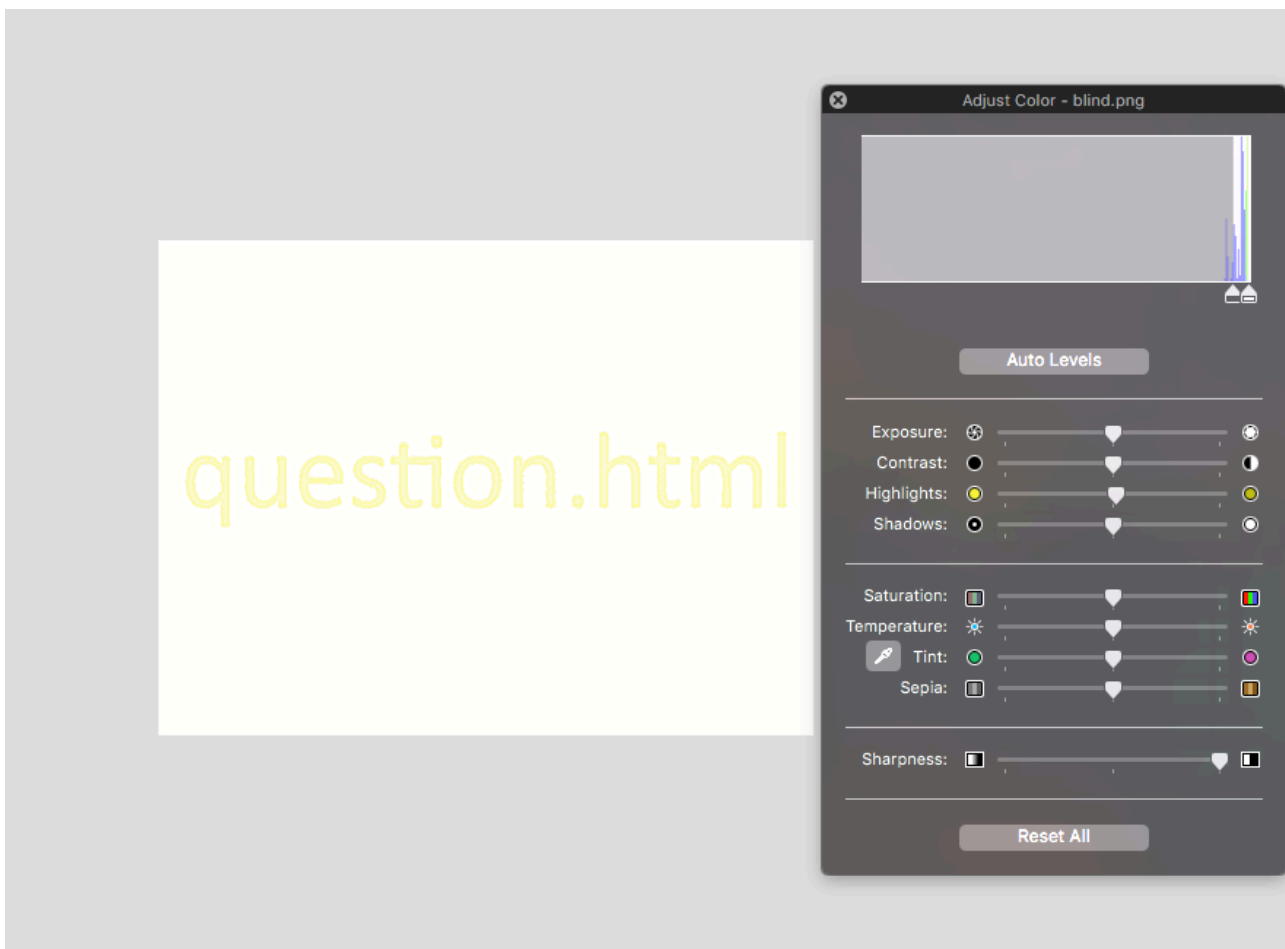 Adjust Color - blind.png
question.html
Auto Levels
Exposure:
Contrast:
Highlights:
Shadows:
Saturation:
Temperature:
Tint:
Sepia:
Sharpness:
Reset All